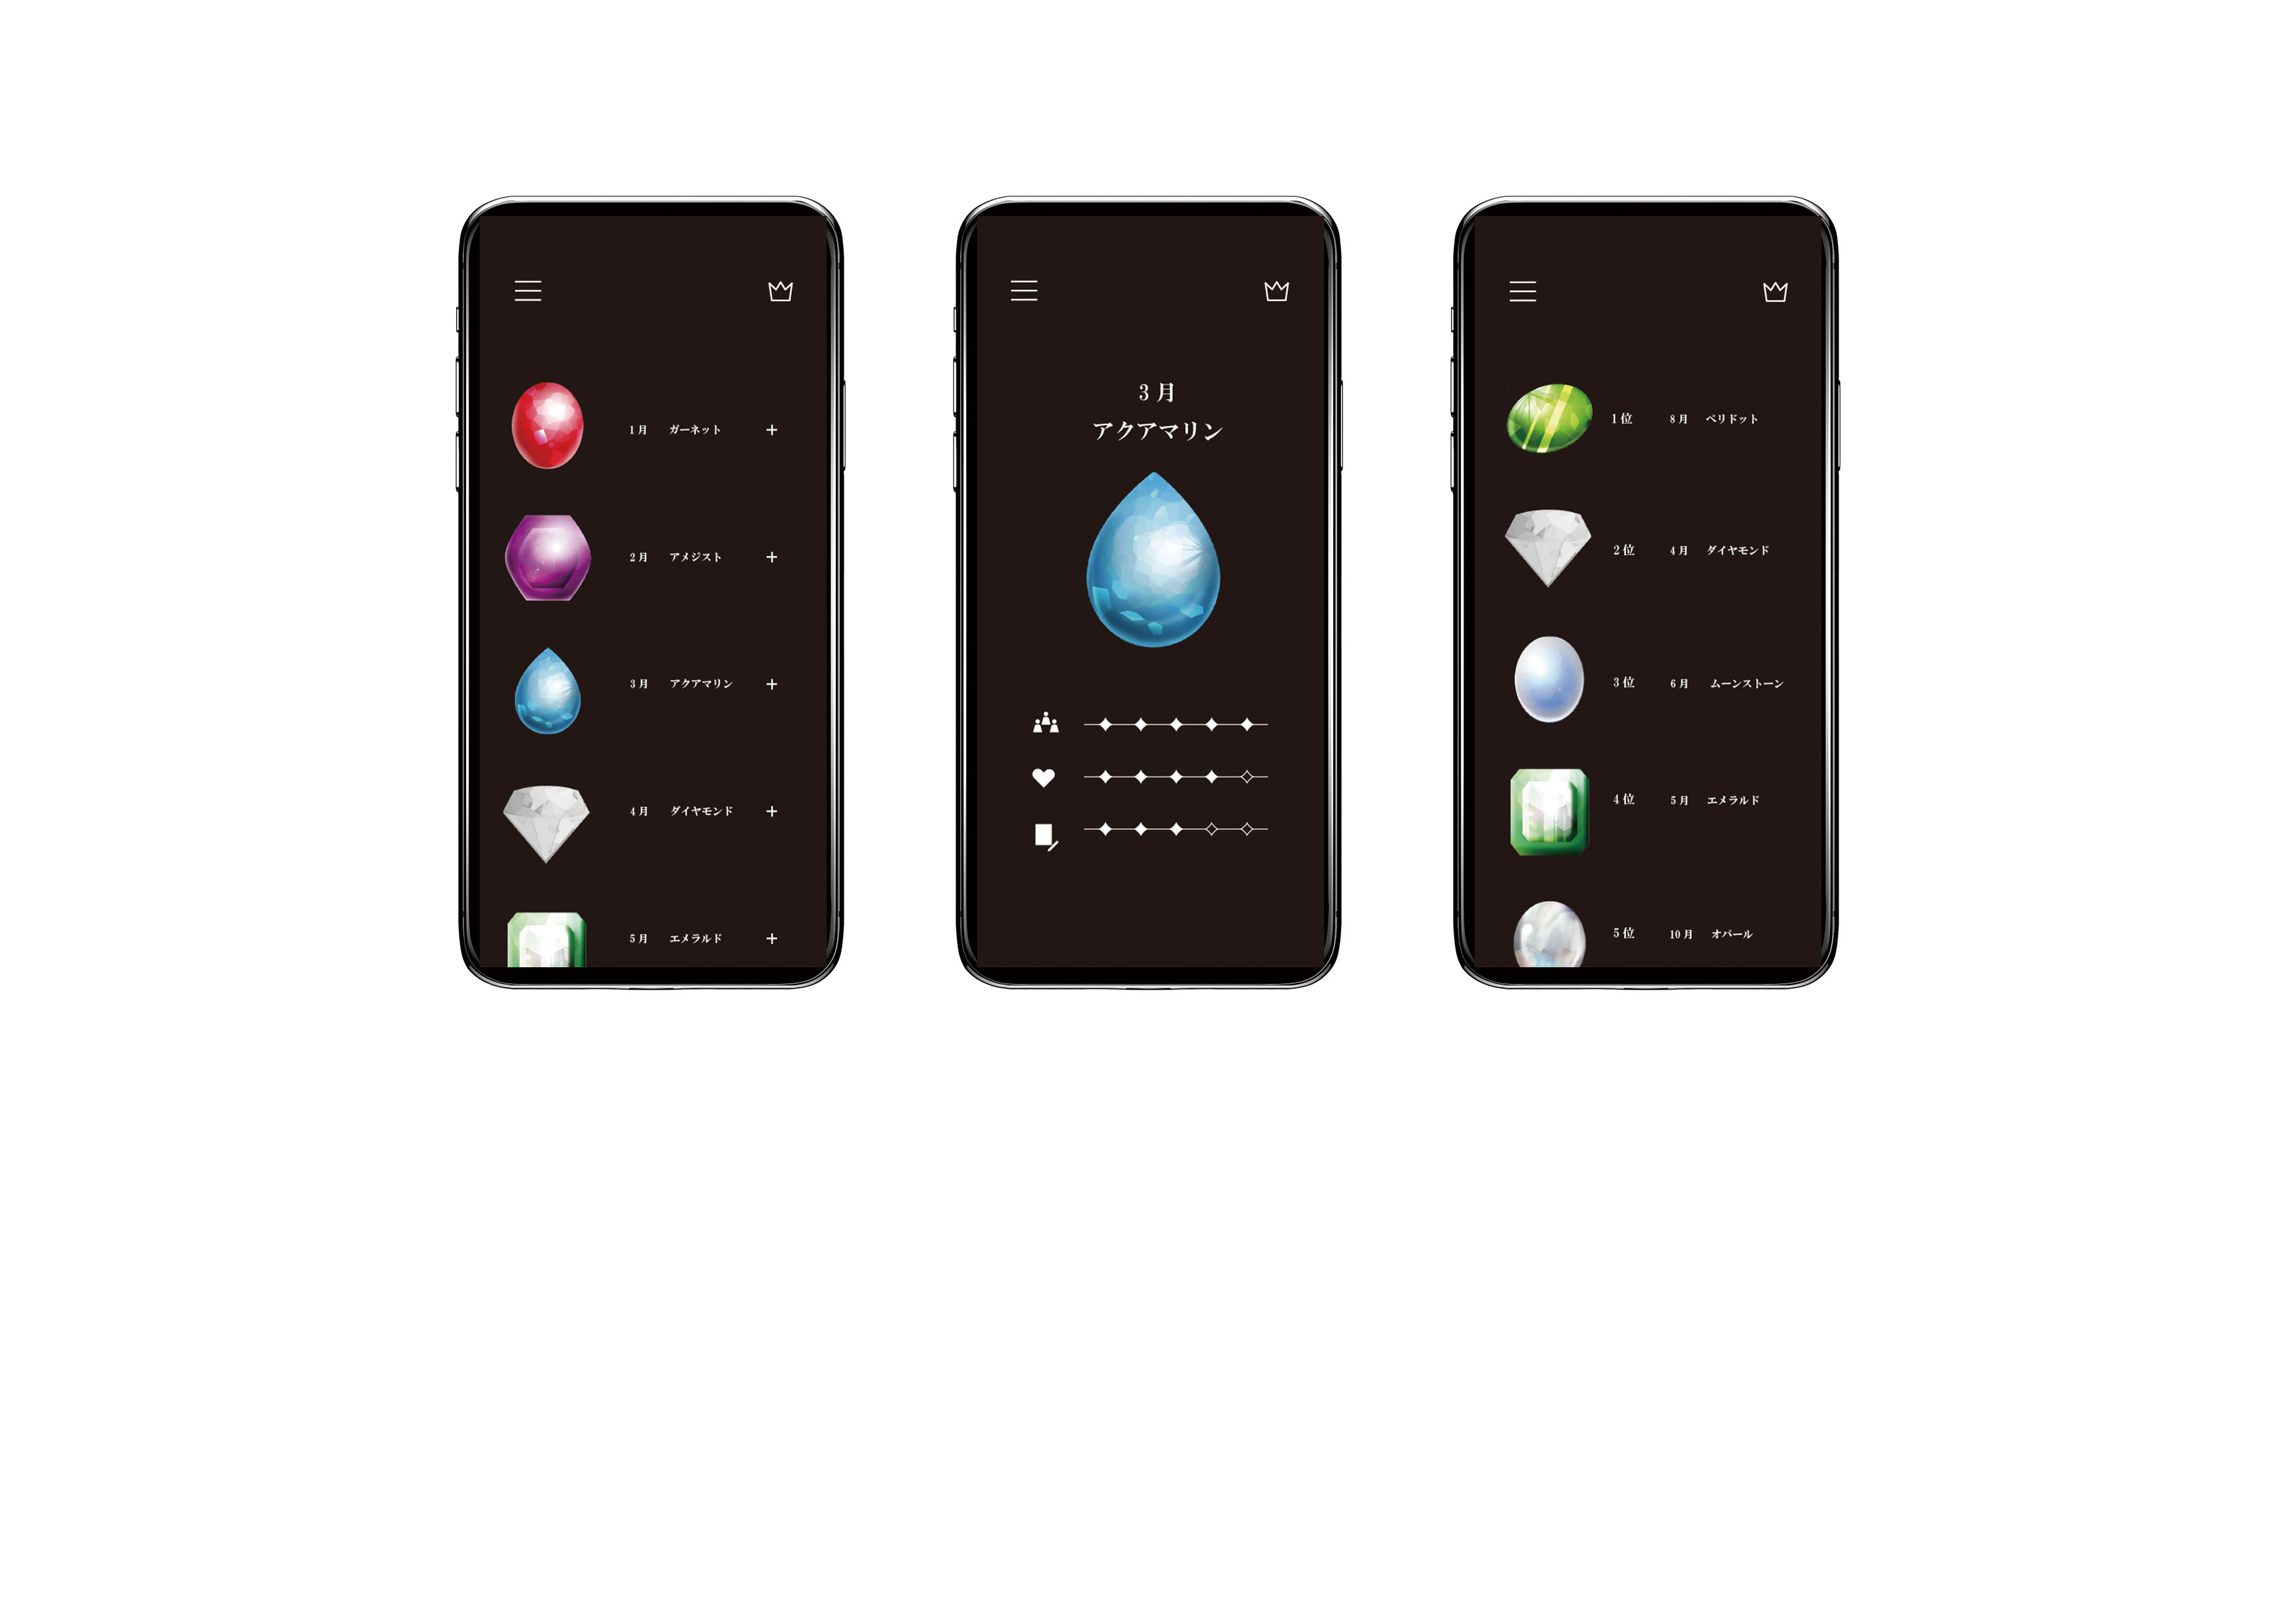 1月 ガーネット +
2月 アメジスト +
3月 アクアマリン +
4月 ダイヤモンド +
5月 エメラルド +
3月
アクアマリン
1位 8月 ペリドット
2位 4月 ダイヤモンド
3位 6月 ムーンストーン
4位 5月 エメラルド
5位 10月 オパール